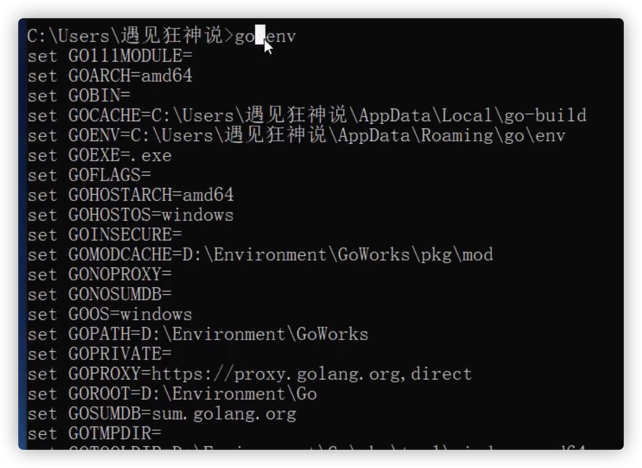 C:\Users\遇见狂神说>go env
set GO111MODULE=
set GOARCH=amd64
set GOBIN=
set GOCACHE=C:\Users\遇见狂神说\AppData\Local\go-build
set GOENV=C:\Users\遇见狂神说\AppData\Roaming\go\env
set GOEXE=.exe
set GOFLAGS=
set GOHOSTARCH=amd64
set GOHOSTOS=windows
set GOINSECURE=
set GOMODCACHE=D:\Environment\GoWorks\pkg\mod
set GONOPROXY=
set GONOSUMDB=
set GOOS=windows
set GOPATH=D:\Environment\GoWorks
set GOPRIVATE=
set GOPROXY=https://proxy.golang.org,direct
set GOROOT=D:\Environment\Go
set GOSUMDB=sum.golang.org
set GOTMPDIR=